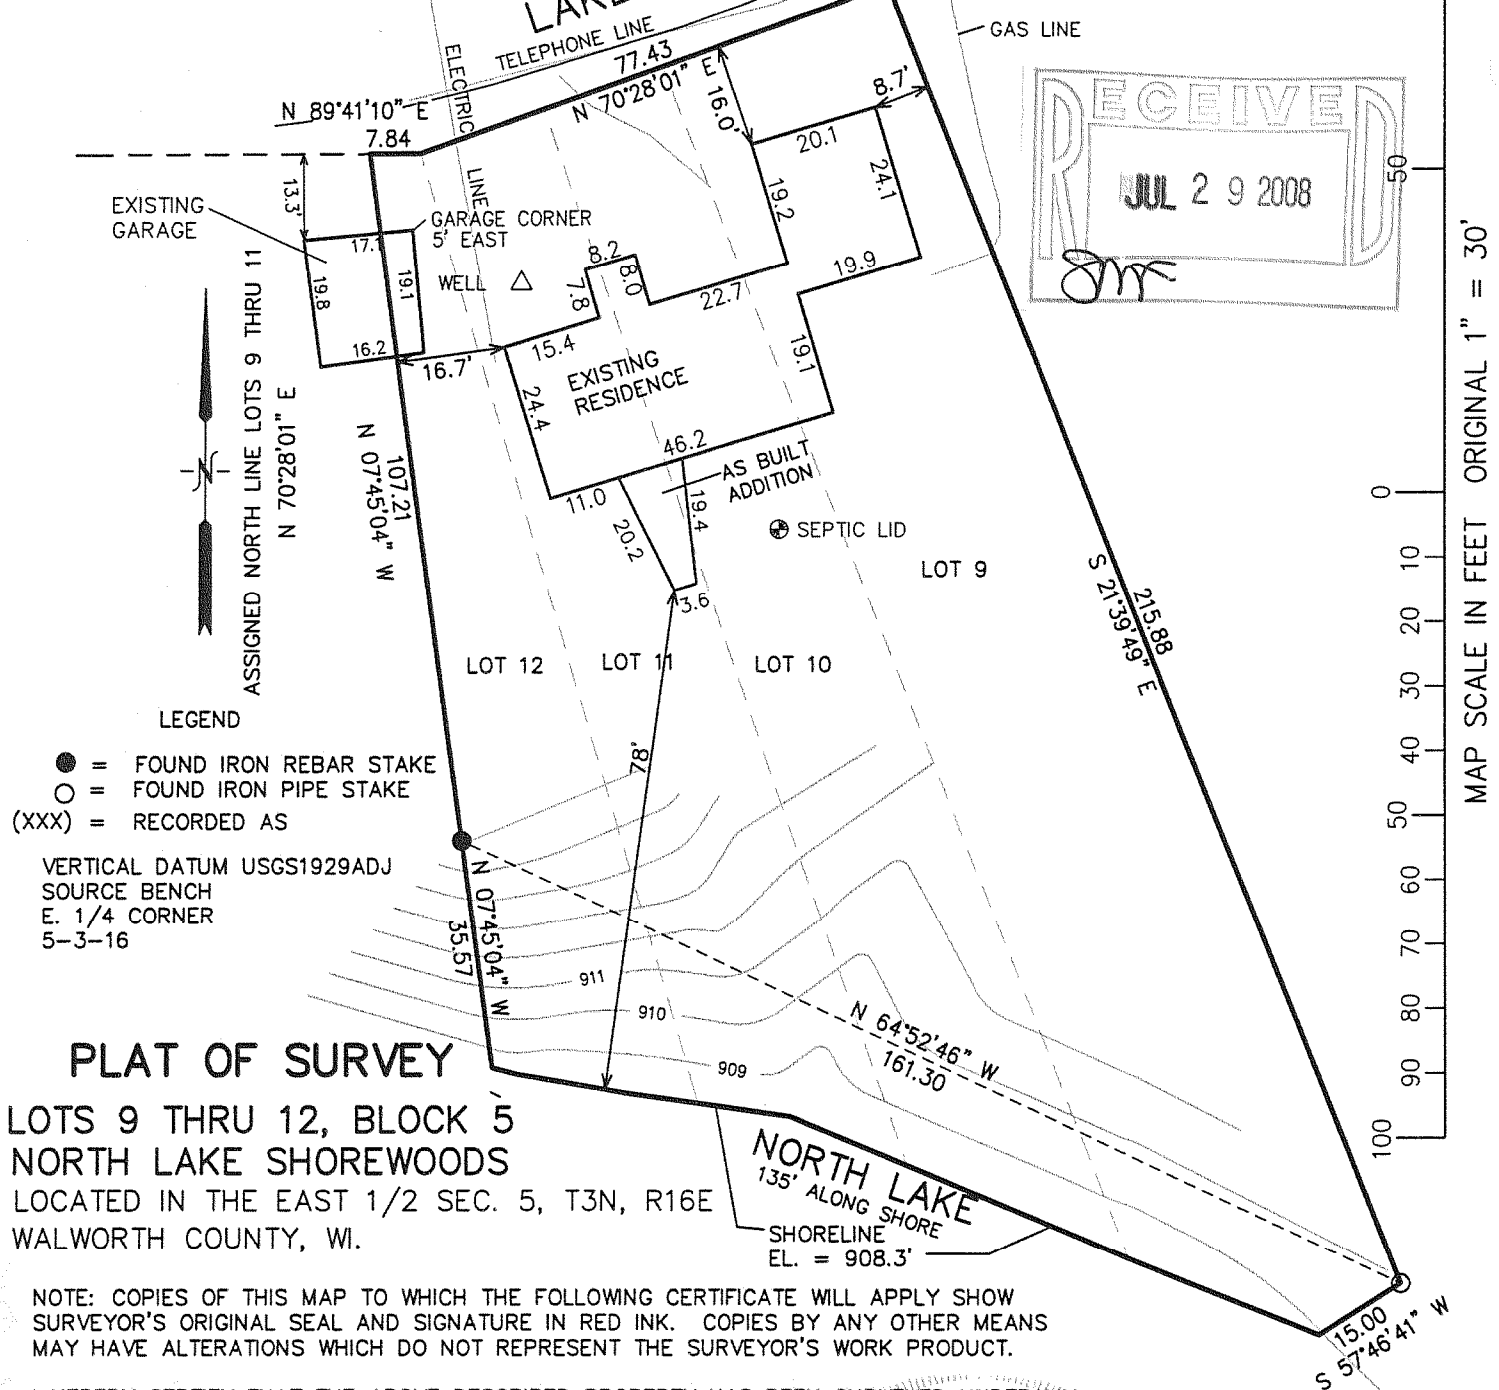 TELEPHONE LINE
GAS LINE
ELECTRIC
LINE
77.43
N 70°28'01" E
N 89°41'10" E
7.84
16.0'
8.7'
20.1
24.1
19.2
19.9
RECEIVED
JUL 29 2008
13.3'
EXISTING
GARAGE
17.1
GARAGE CORNER
5' EAST
19.8
19.1
WELL
16.2
16.7'
8.2
8.0
7.8
22.7
15.4
19.1
EXISTING
RESIDENCE
24.4
46.2
11.0
AS BUILT
ADDITION
20.2
19.4
3.6
SEPTIC LID
N
ASSIGNED NORTH LINE LOTS 9 THRU 11
N 70°28'01" E
107.21
N 07°45'04" W
LOT 9
LOT 12
LOT 11
LOT 10
215.88
S 21°39'49" E
78'
LEGEND
= FOUND IRON REBAR STAKE
= FOUND IRON PIPE STAKE
(XXX) = RECORDED AS
VERTICAL DATUM USGS1929ADJ
SOURCE BENCH
E. 1/4 CORNER
5-3-16
N 07°45'04" W
35.57
911
910
909
N 64°52'46" W
161.30
PLAT OF SURVEY
LOTS 9 THRU 12, BLOCK 5
NORTH LAKE SHOREWOODS
LOCATED IN THE EAST 1/2 SEC. 5, T3N, R16E
WALWORTH COUNTY, WI.
NORTH LAKE
135' ALONG SHORE
SHORELINE
EL. = 908.3'
15.00
S 57°46'41" W
NOTE: COPIES OF THIS MAP TO WHICH THE FOLLOWING CERTIFICATE WILL APPLY SHOW
SURVEYOR'S ORIGINAL SEAL AND SIGNATURE IN RED INK. COPIES BY ANY OTHER MEANS
MAY HAVE ALTERATIONS WHICH DO NOT REPRESENT THE SURVEYOR'S WORK PRODUCT.
50
0
10
20
30
40
50
60
70
80
90
100
MAP SCALE IN FEET ORIGINAL 1" = 30'